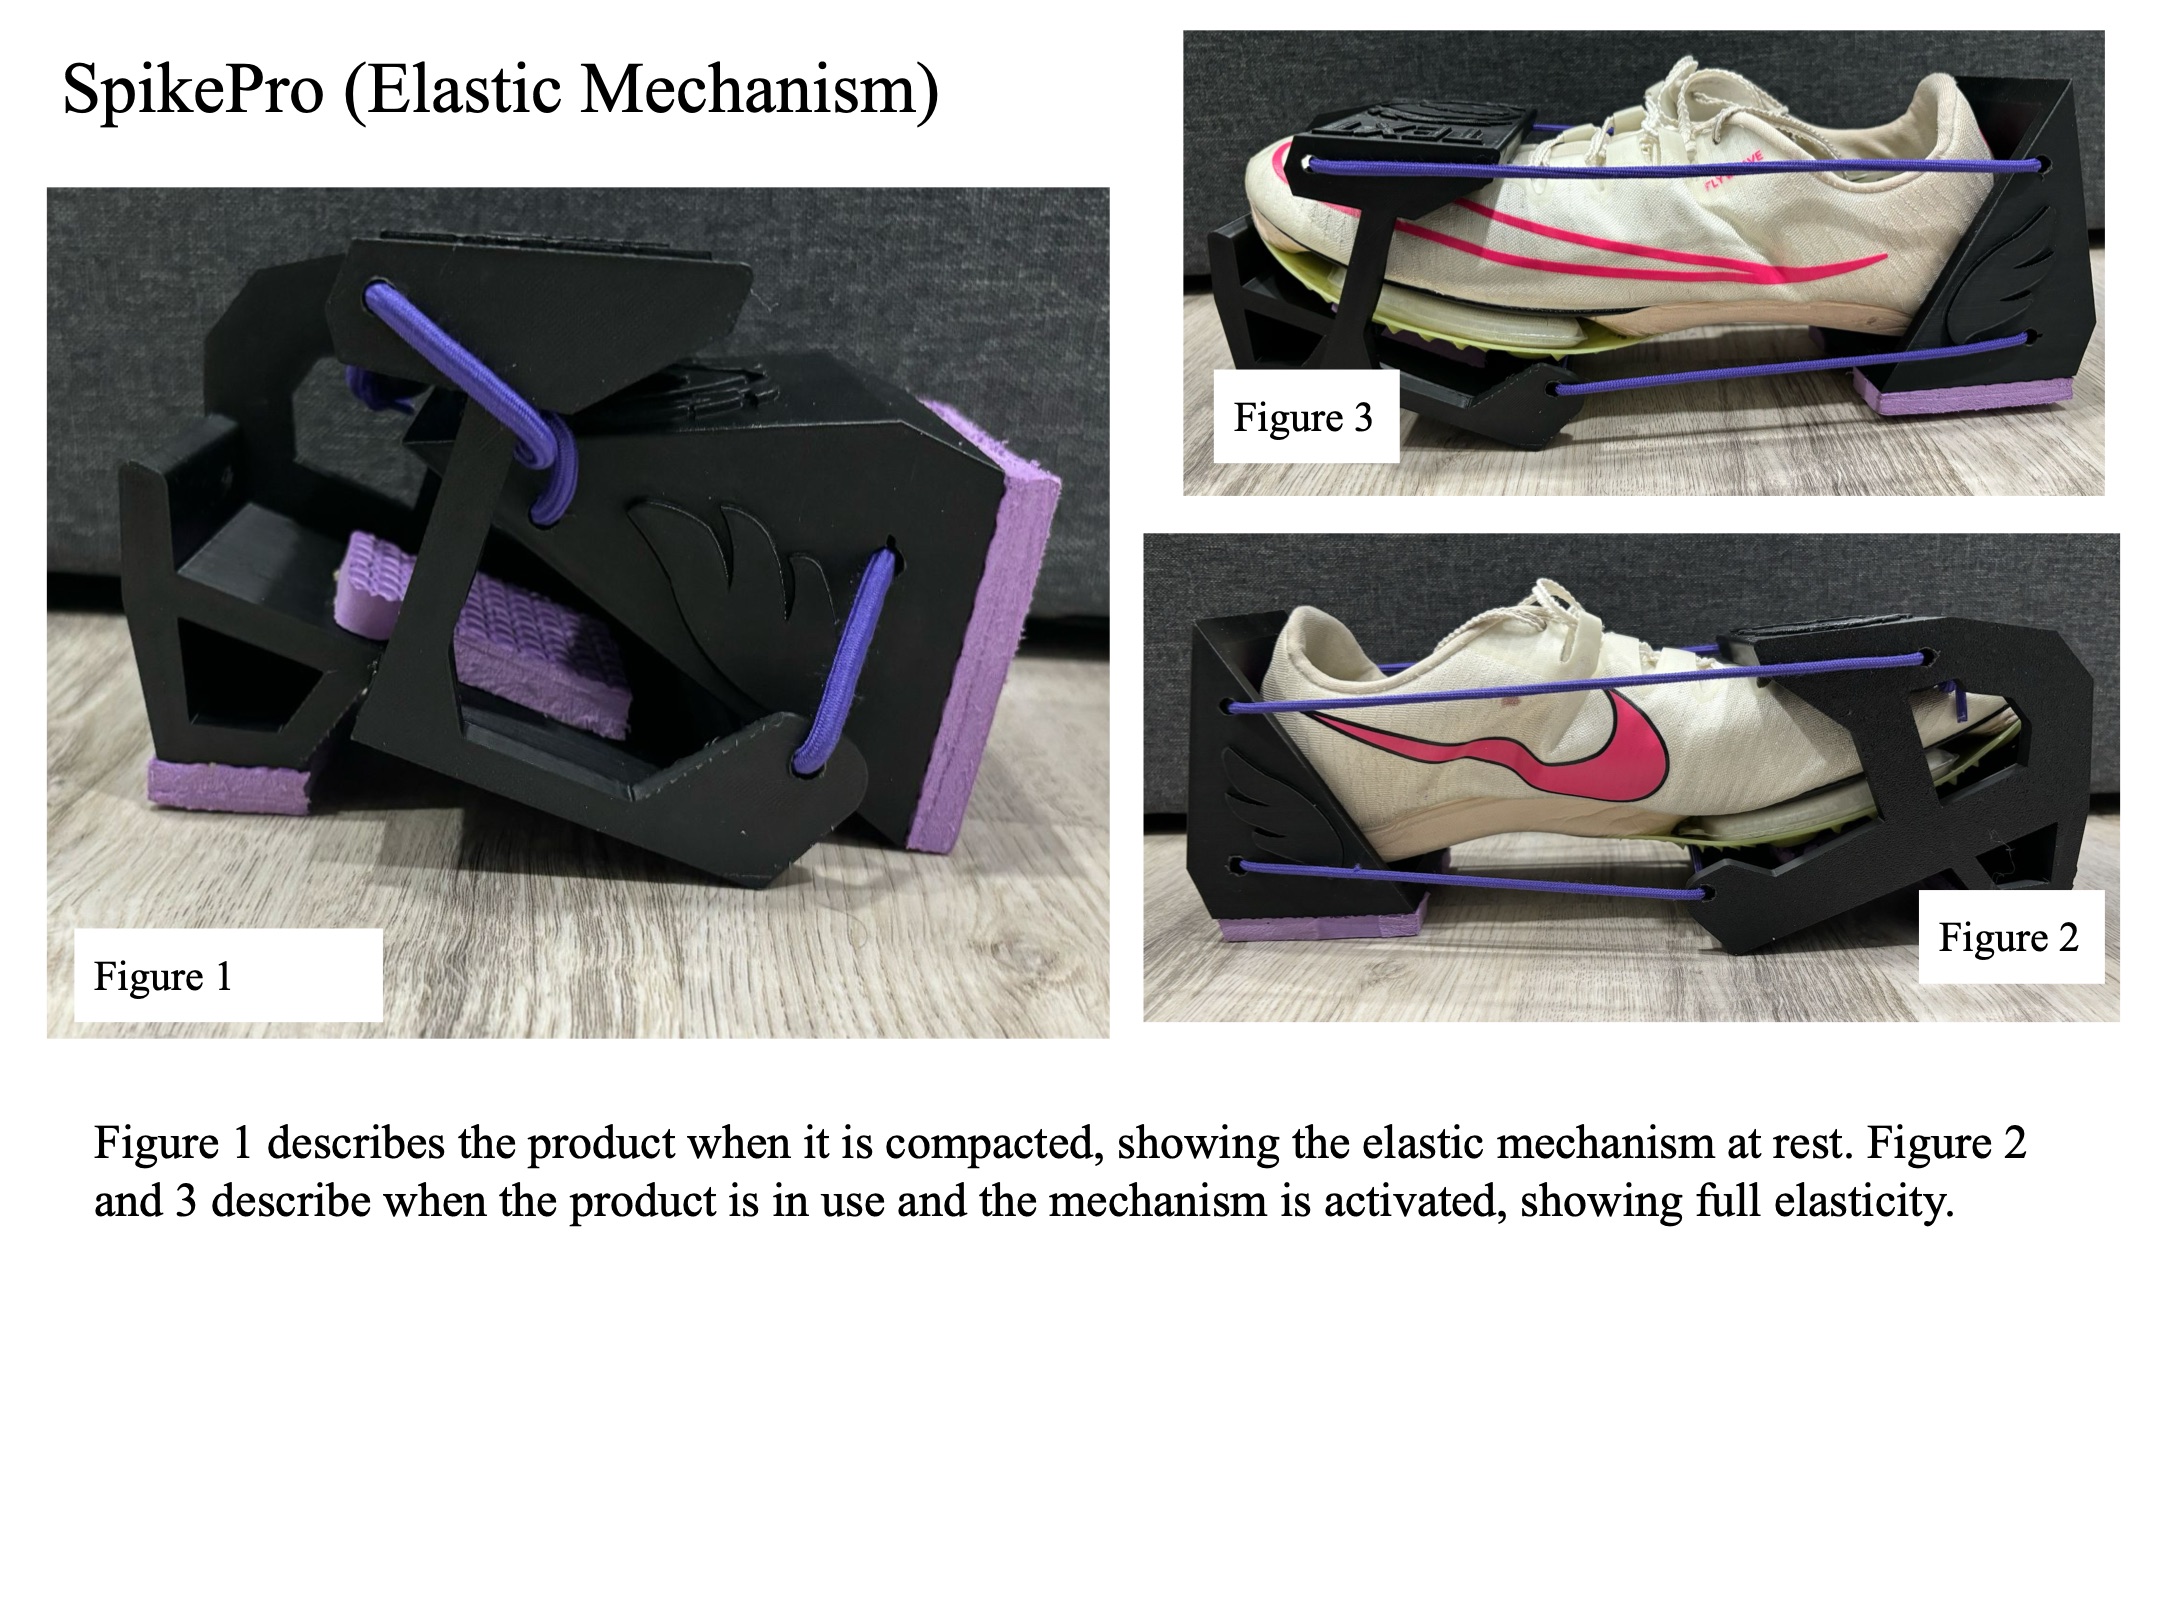 SpikePro (Elastic Mechanism)
Figure 1
TEXT
Figure 3
Figure 2
Figure 1 describes the product when it is compacted, showing the elastic mechanism at rest. Figure 2
and 3 describe when the product is in use and the mechanism is activated, showing full elasticity.